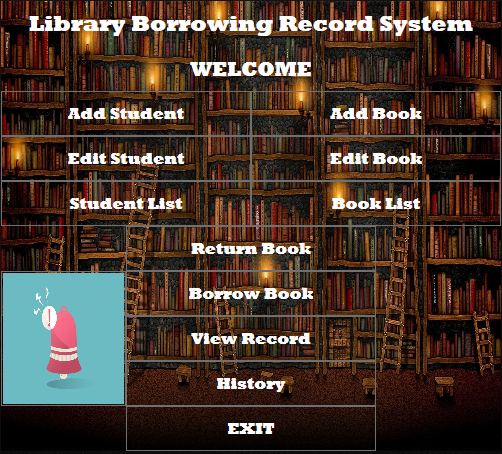 Library Borrowing Record System
WELCOME
Add Student Add Book
Edit Student Edit Book
Student List Book List
Return Book
Borrow Book
View Record
History
EXIT